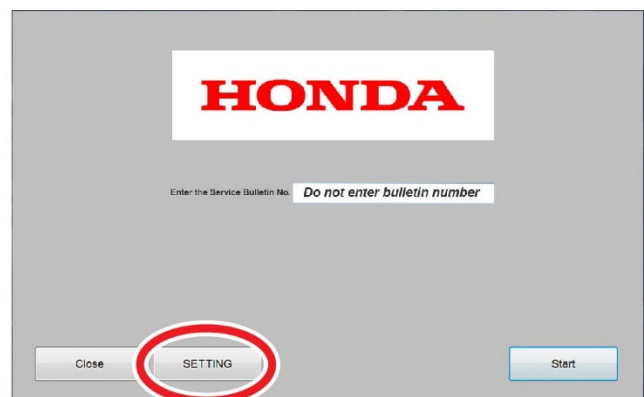 HONDA
Enter the Service Bulletin No. Do not enter bulletin number
Close SETTING Start